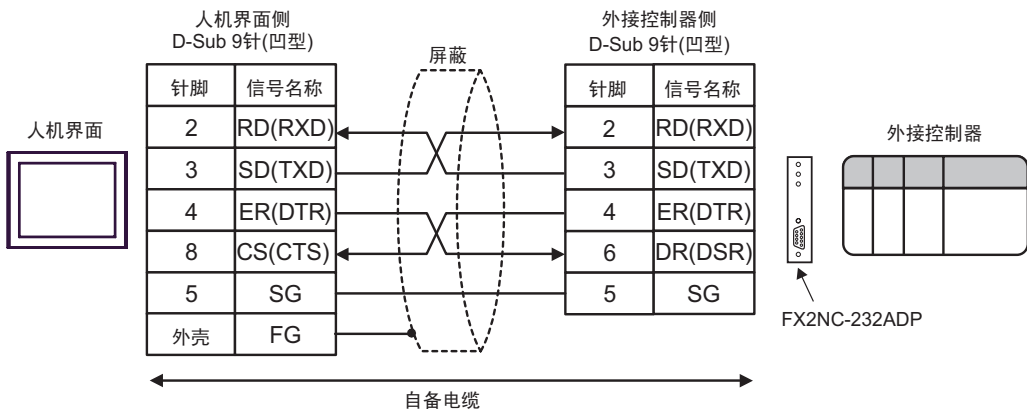 人机界面侧
D-Sub 9针(凹型)
外接控制器侧
D-Sub 9针(凹型)
屏蔽
人机界面
针脚 信号名称
2 RD(RXD)
3 SD(TXD)
4 ER(DTR)
8 CS(CTS)
5 SG
外壳 FG
针脚 信号名称
2 RD(RXD)
3 SD(TXD)
4 ER(DTR)
6 DR(DSR)
5 SG
外接控制器
FX2NC-232ADP
自备电缆